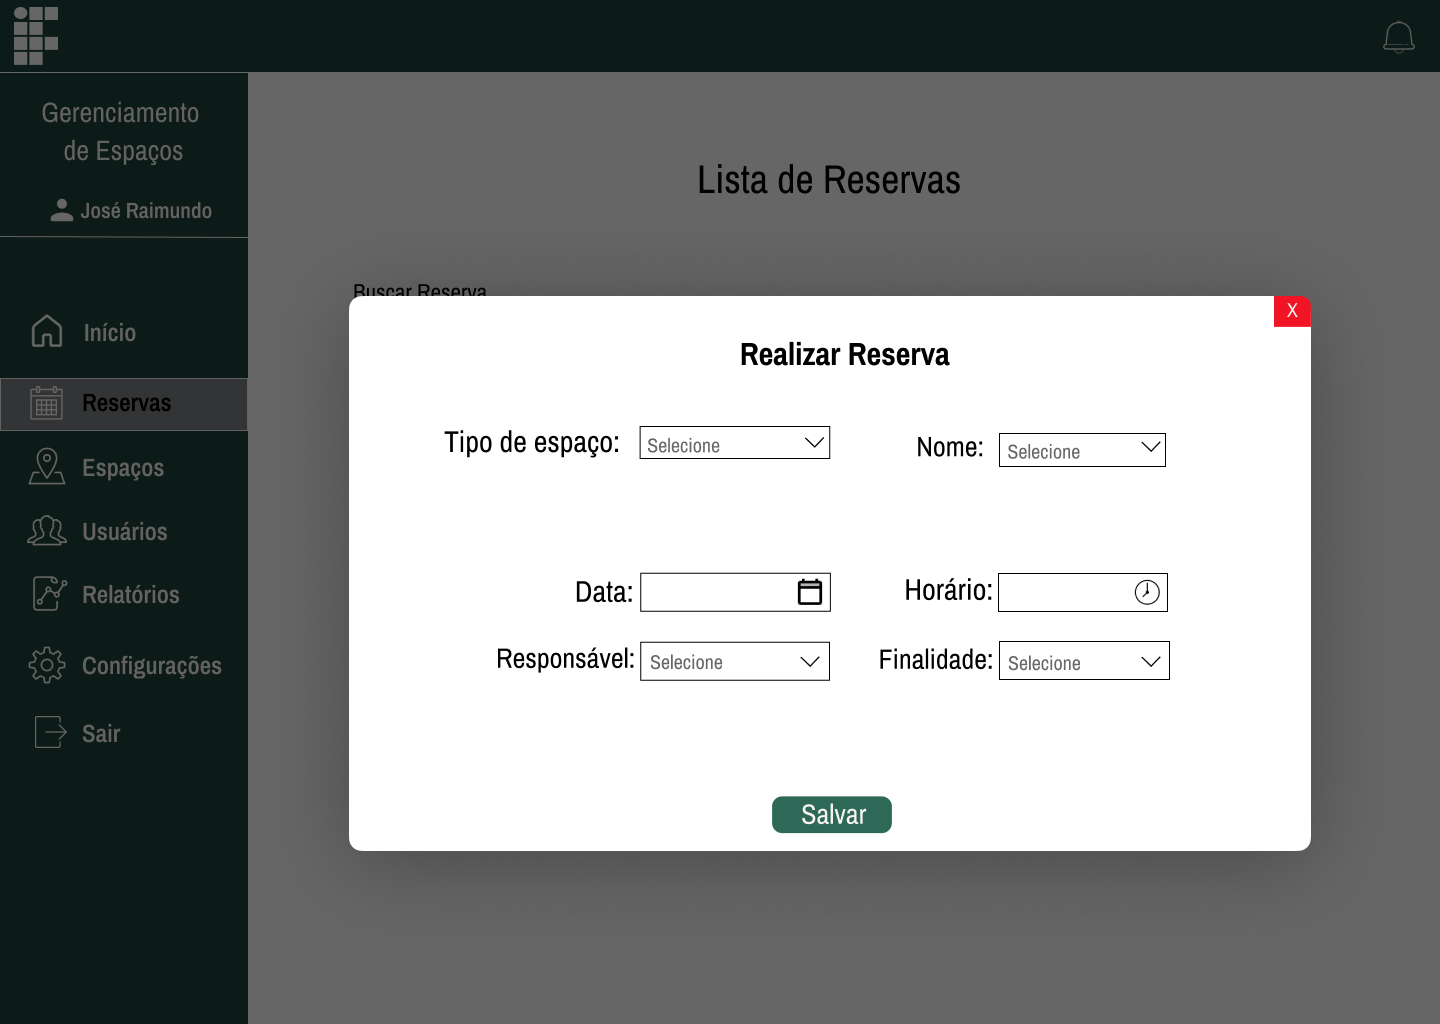 IF
Gerenciamento
de Espaços
José Raimundo
Início
Reservas
Espaços
Usuários
Relatórios
Configurações
Sair
Lista de Reservas
Buscar Reserva
X
Realizar Reserva
Tipo de espaço: Selecione
Nome: Selecione
Data:
Horário:
Responsável: Selecione
Finalidade: Selecione
Salvar